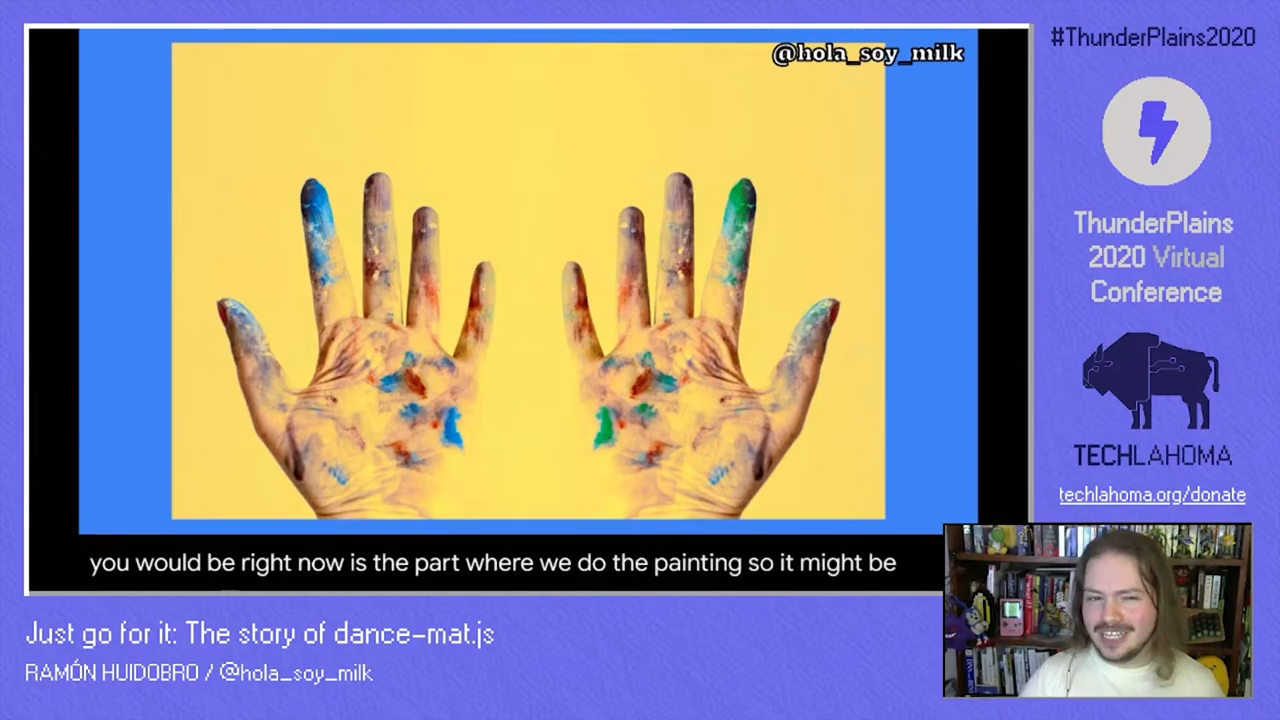 @hola_soy_milk
#ThunderPlains2020
ThunderPlains
2020 Virtual
Conference
TECHLAHOMA
techlahoma.org/donate
you would be right now is the part where we do the painting so it might be
Just go for it: The story of dance-mat.js
RAMÓN HUIDOBRO / @hola_soy_milk